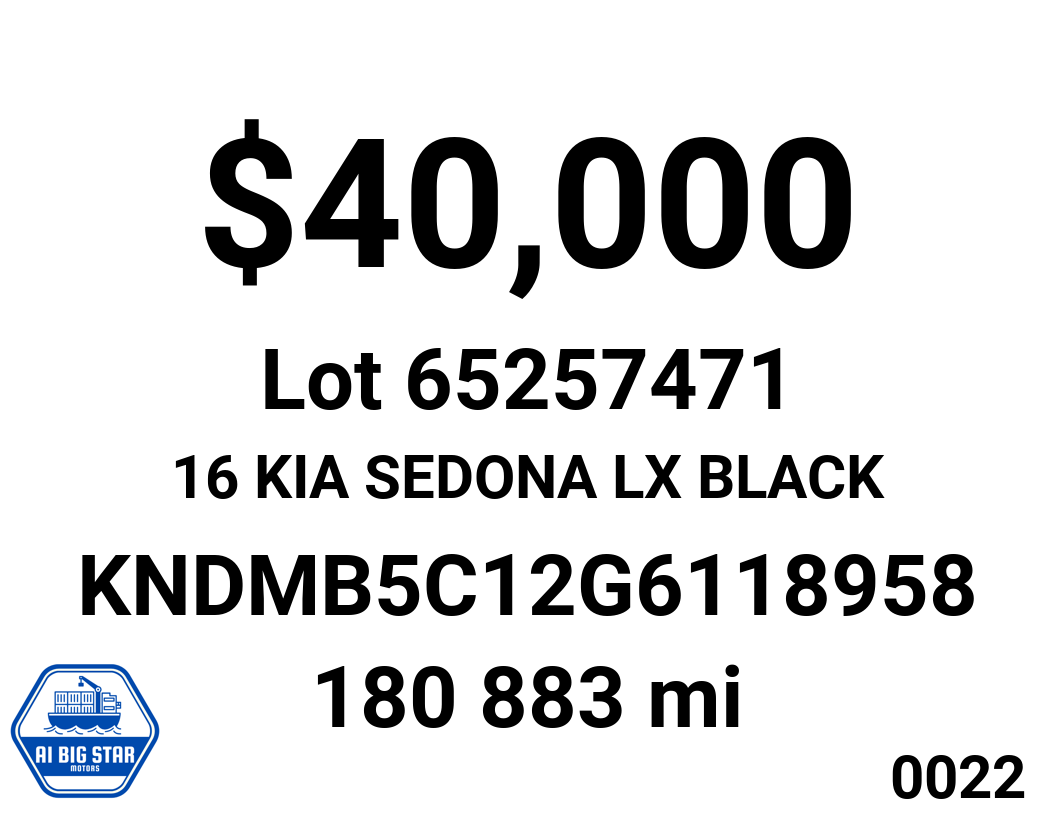 $40,000
Lot 65257471
16 KIA SEDONA LX BLACK
KNDMB5C12G6118958
180 883 mi
AI BIG STAR
MOTORS
0022